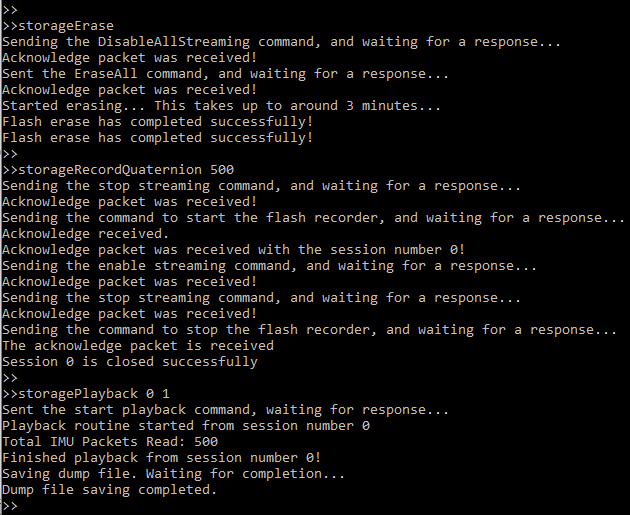 >>
>>storageErase
Sending the DisableAllStreaming command, and waiting for a response...
Acknowledge packet was received!
Sent the EraseAll command, and waiting for a response...
Acknowledge packet was received!
Started erasing... This takes up to around 3 minutes...
Flash erase has completed successfully!
Flash erase has completed successfully!
>>
>>storageRecordQuaternion 500
Sending the stop streaming command, and waiting for a response...
Acknowledge packet was received!
Sending the command to start the flash recorder, and waiting for a response...
Acknowledge received.
Acknowledge packet was received with the session number 0!
Sending the enable streaming command, and waiting for a response...
Acknowledge packet was received!
Sending the stop streaming command, and waiting for a response...
Acknowledge packet was received!
Sending the command to stop the flash recorder, and waiting for a response...
The acknowledge packet is received
Session 0 is closed successfully
>>
>>storagePlayback 0 1
Sent the start playback command, waiting for response...
Playback routine started from session number 0
Total IMU Packets Read: 500
Finished playback from session number 0!
Saving dump file. Waiting for completion...
Dump file saving completed.
>>